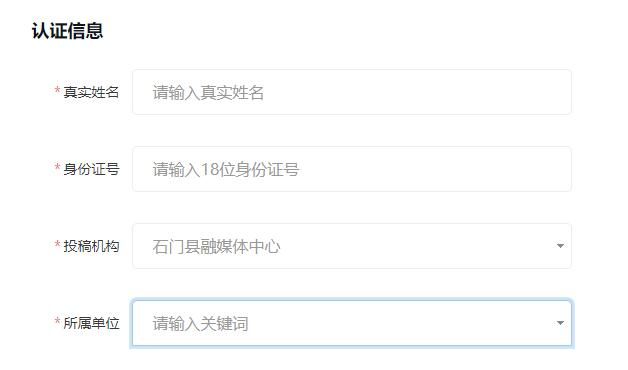 认证信息
*真实姓名 请输入真实姓名
*身份证号 请输入18位身份证号
*投稿机构 石门县融媒体中心
*所属单位 请输入关键词